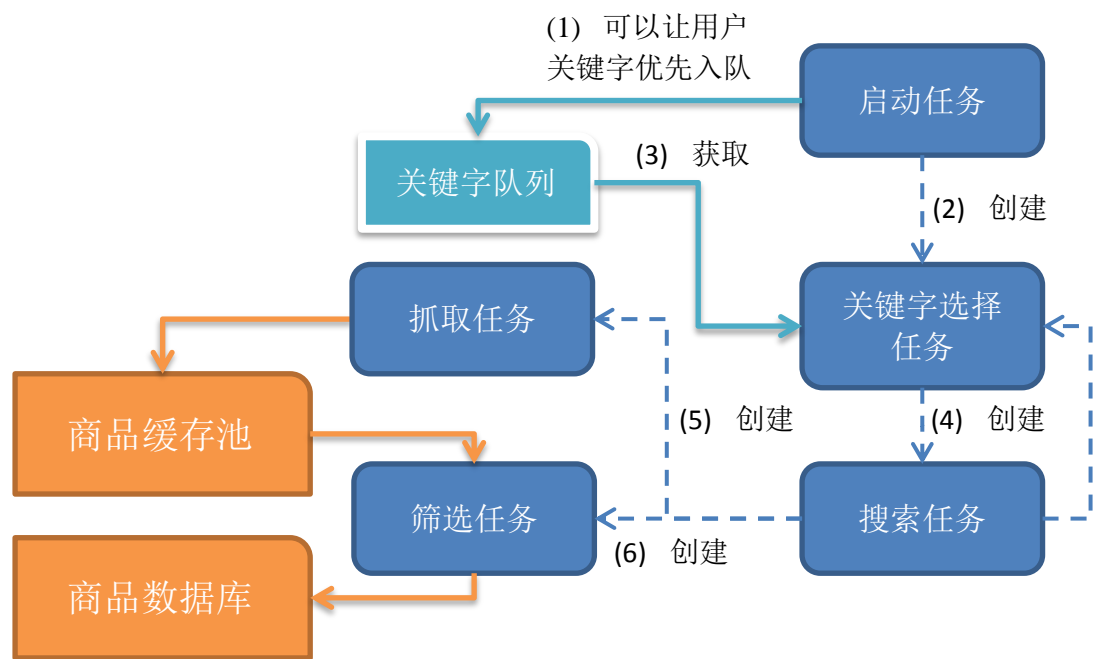 (1) 可以让用户
关键字优先入队
启动任务
关键字队列
(3) 获取
(2) 创建
抓取任务
关键字选择
任务
商品缓存池
(5) 创建
(4) 创建
筛选任务
搜索任务
(6) 创建
商品数据库